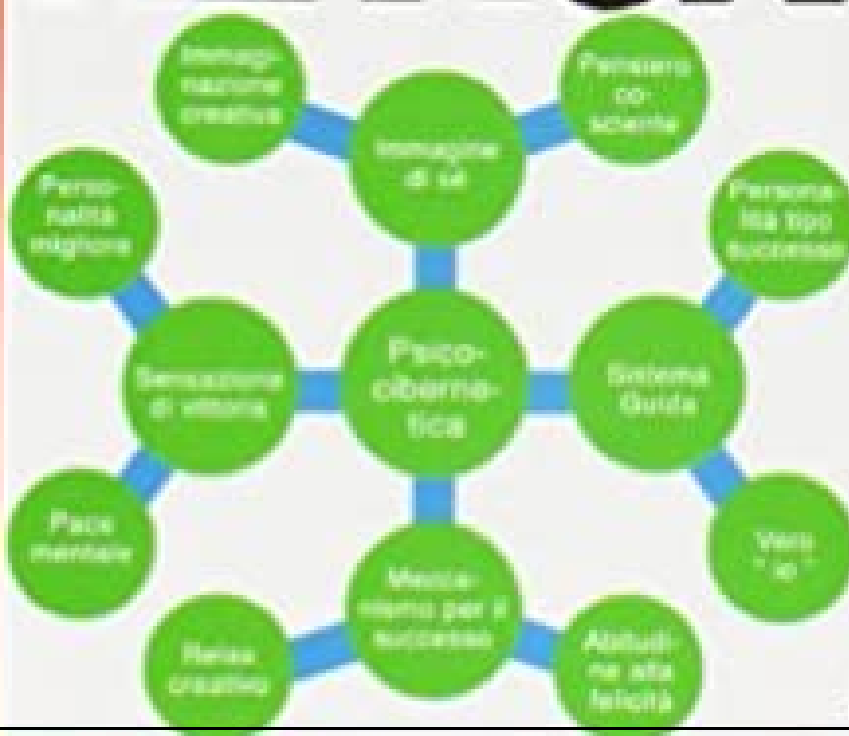 Immagi-
nazione
creativa
Pensiero
co-
sciente
Immagine
di sé
Perso-
nalità
migliore
Persona-
lità tipo
successo
Psico-
ciberne-
tica
Sensazione
di vittoria
Sistema
Guida
Pace
mentale
Vero
"io"
Mecca-
nismo per il
successo
Relax
creativo
Abitudi-
ne alla
felicità